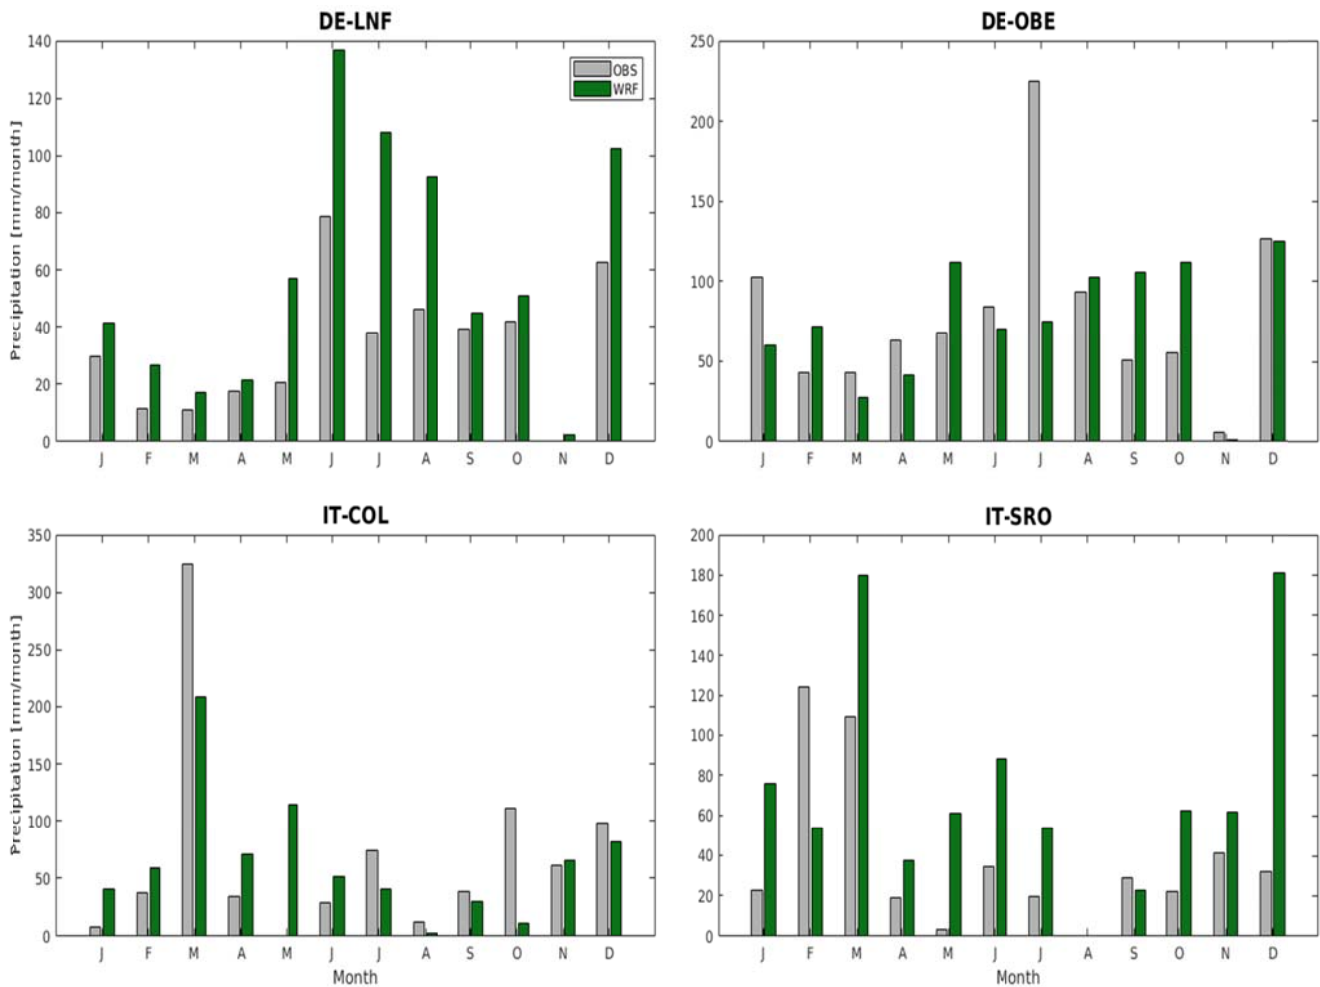 DE-LNF
Precipitation [mm/month]
140
120
100
80
60
40
20
0
OBS
WRF
J F M A M J J A S O N D
DE-OBE
250
200
150
100
50
0
J F M A M J J A S O N D
IT-COL
Precipitation [mm/month]
350
300
250
200
150
100
50
0
J F M A M J J A S O N D
Month
IT-SRO
200
180
160
140
120
100
80
60
40
20
0
J F M A M J J A S O N D
Month